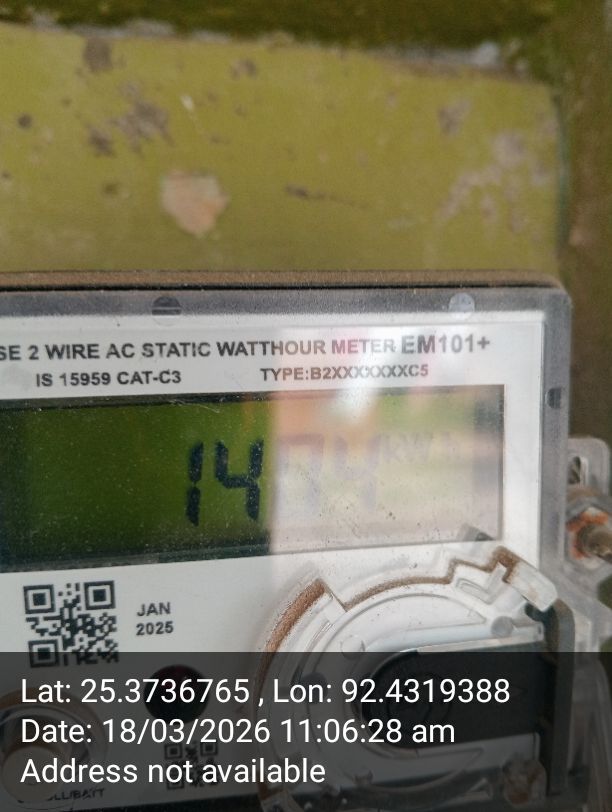 SE 2 WIRE AC STATIC WATTHOUR METER EM101+
IS 15959 CAT-C3 TYPE:B2XXXXXXXC5
kWh
JAN
2025
Lat: 25.3736765 , Lon: 92.4319388
Date: 18/03/2026 11:06:28 am
Address not available